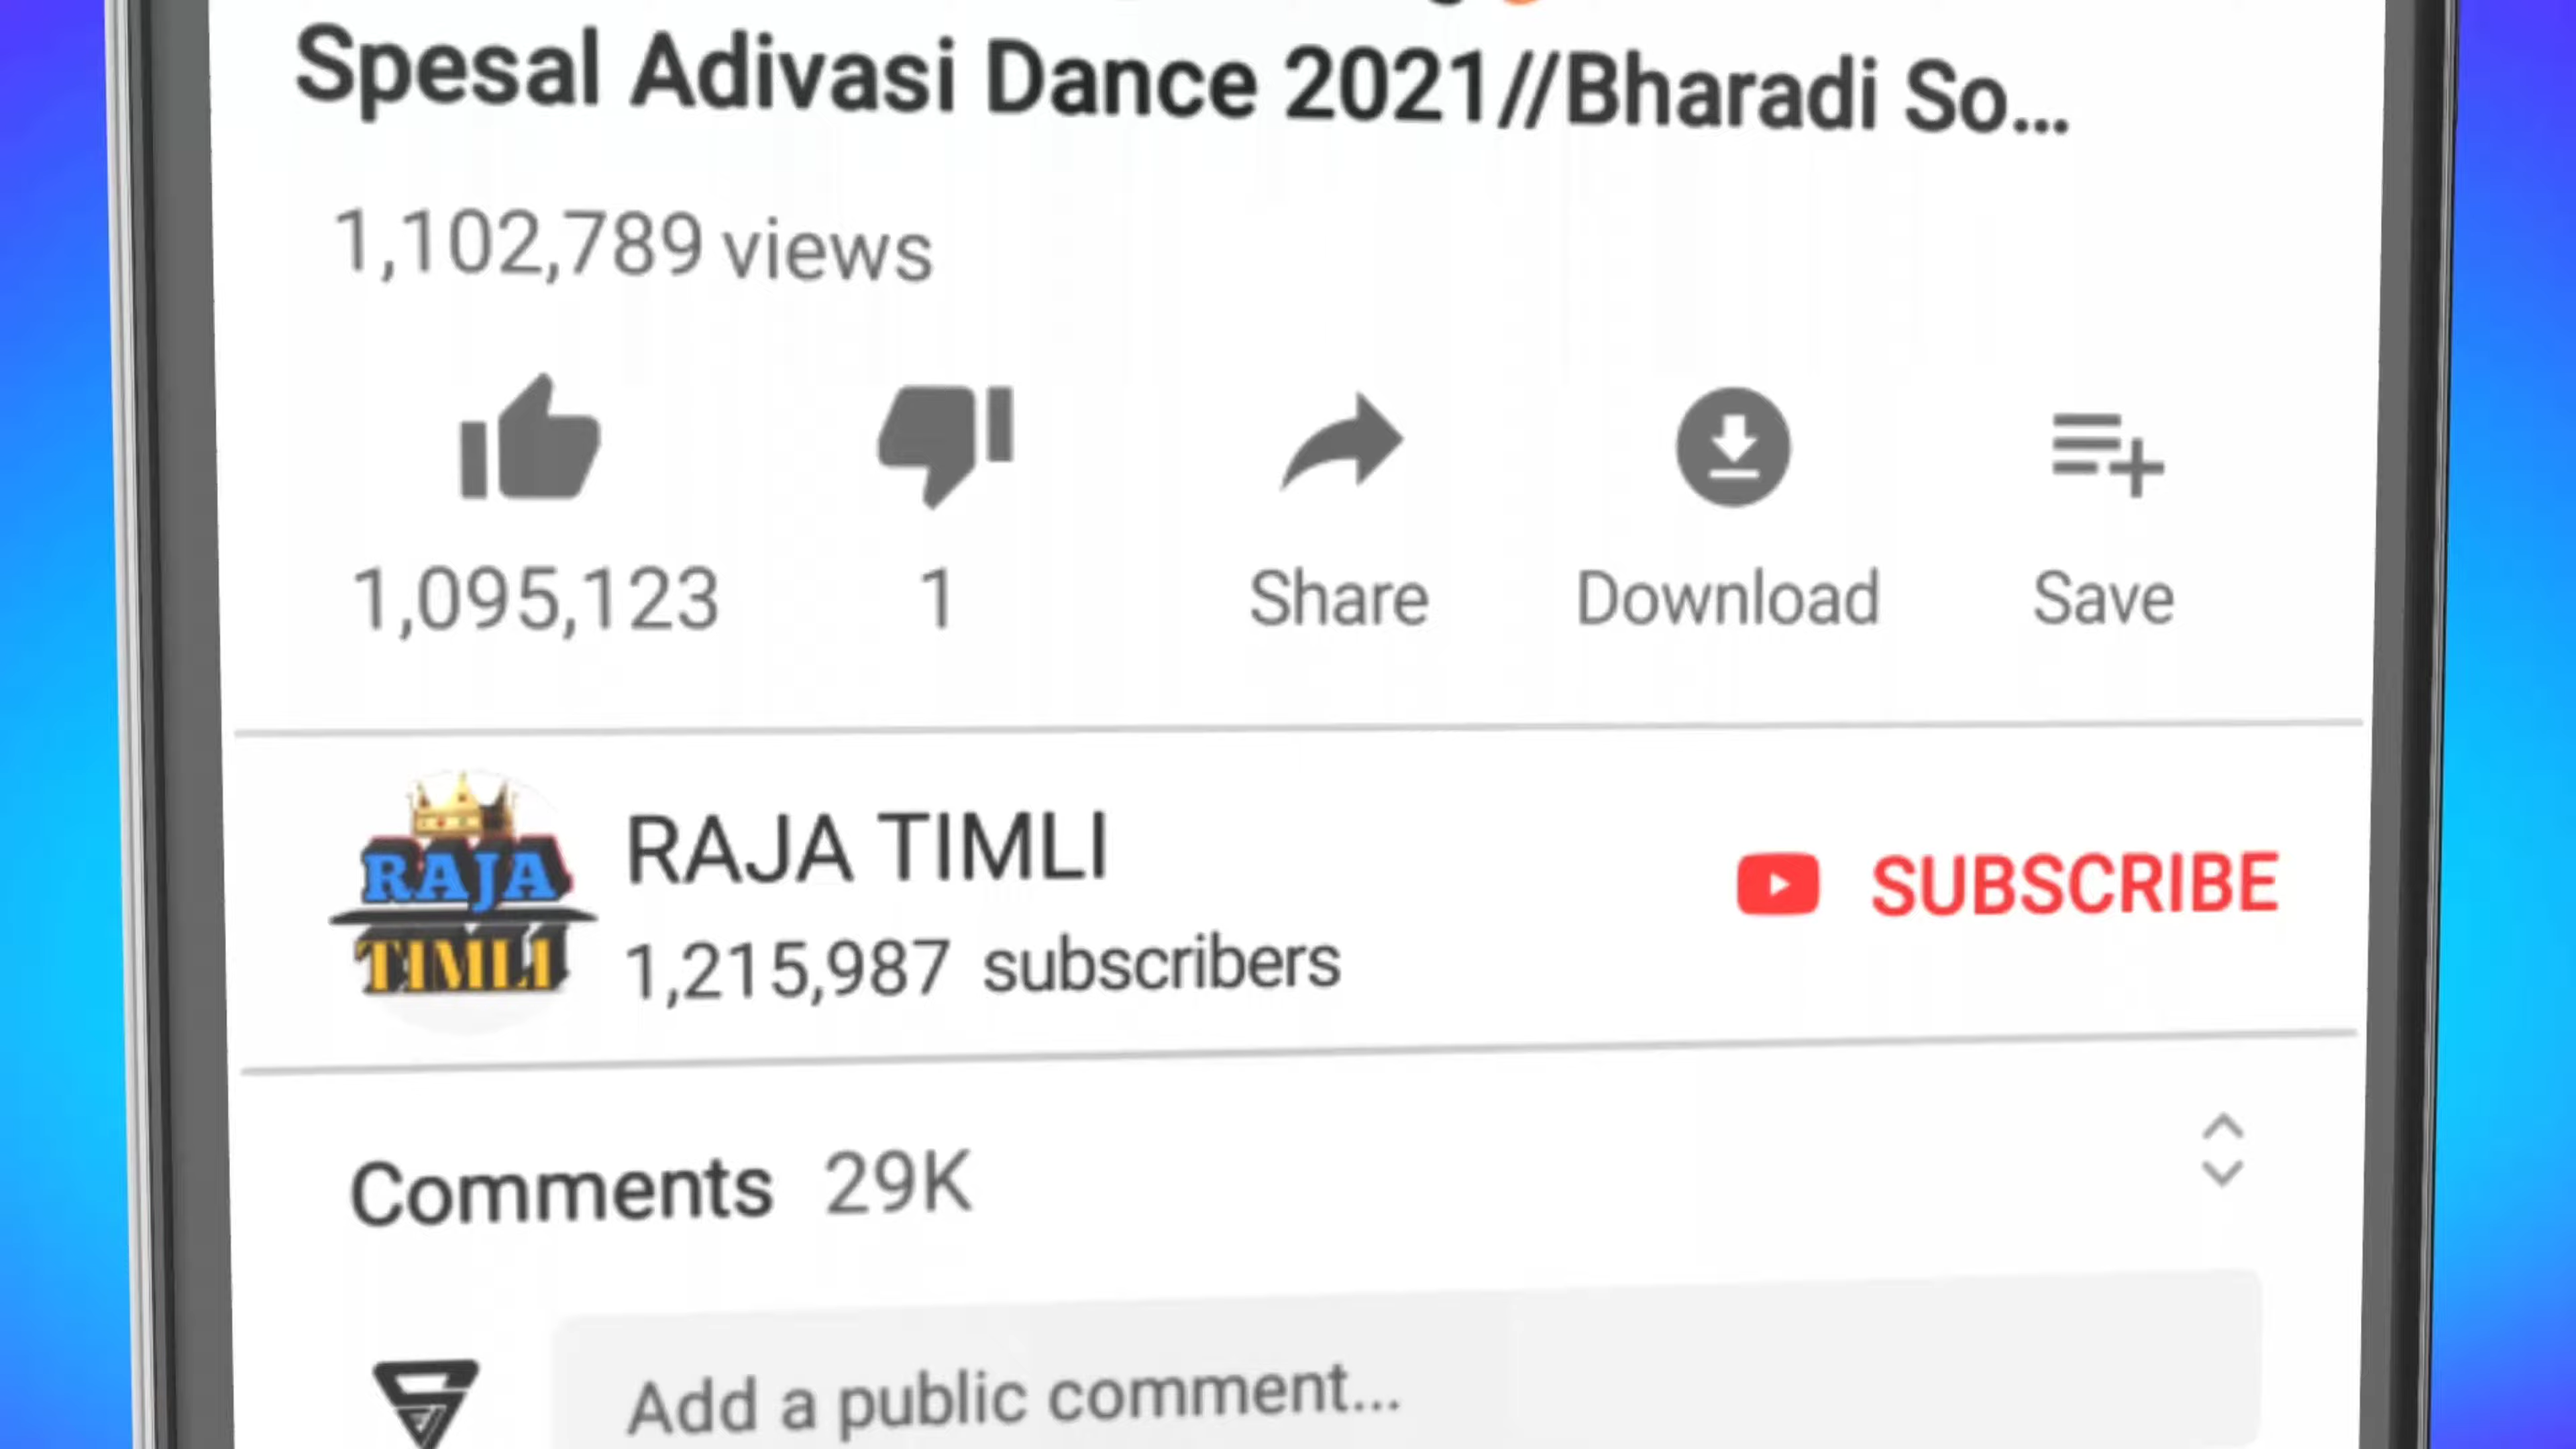 Spesal Adivasi Dance 2021//Bharadi So...
1,102,789 views
1,095,123
1
Share
Download
Save
RAJA
TIMLI
RAJA TIMLI
1,215,987 subscribers
SUBSCRIBE
Comments 29K
Add a public comment...